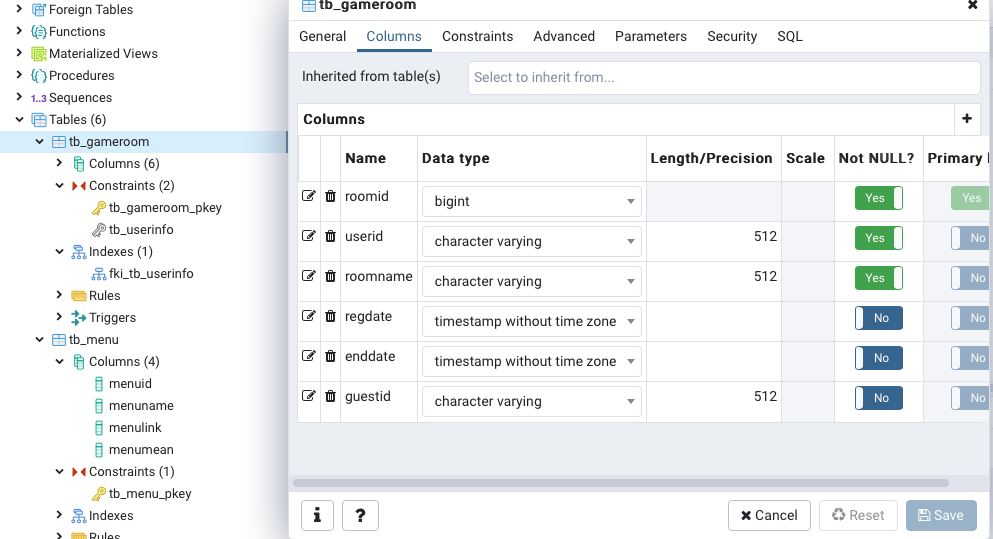 Foreign Tables
Functions
Materialized Views
Procedures
1..3 Sequences
Tables (6)
tb_gameroom
Columns (6)
Constraints (2)
tb_gameroom_pkey
tb_userinfo
Indexes (1)
fki_tb_userinfo
Rules
Triggers
tb_menu
Columns (4)
menuid
menuname
menulink
menumean
Constraints (1)
tb_menu_pkey
Indexes
Rules
tb_gameroom
General Columns Constraints Advanced Parameters Security SQL
Inherited from table(s) Select to inherit from...
Columns
Name Data type Length/Precision Scale Not NULL? Primary
roomid bigint Yes Yes
userid character varying 512 Yes No
roomname character varying 512 Yes No
regdate timestamp without time zone No No
enddate timestamp without time zone No No
guestid character varying 512 No No
i ? Cancel Reset Save